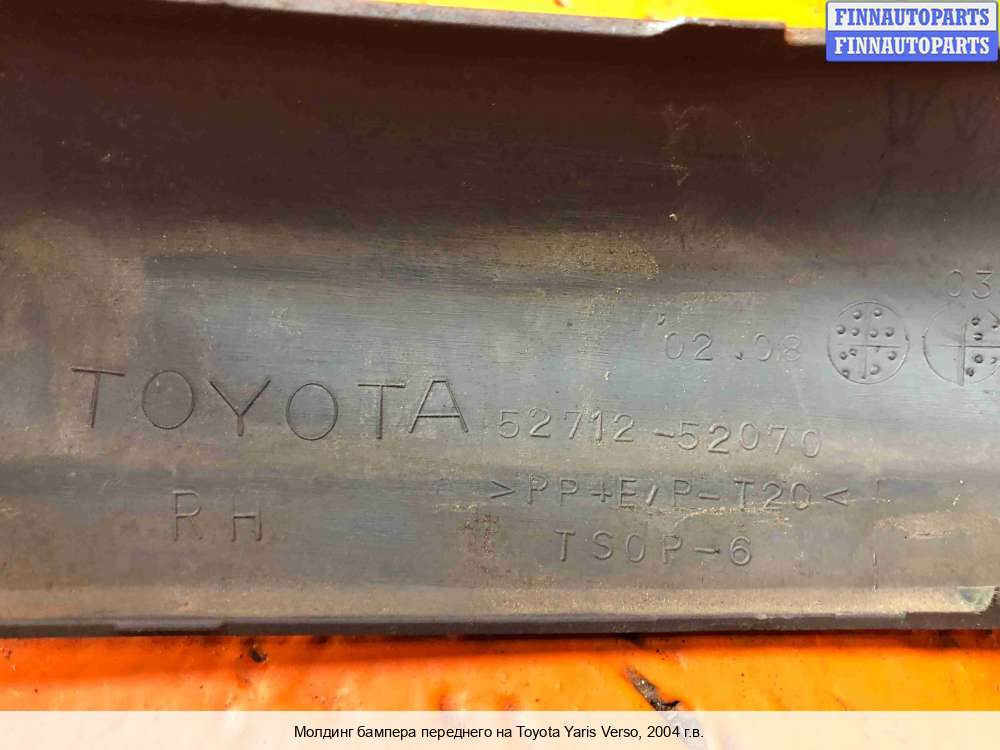 FINNAUTOPARTS
FINNAUTOPARTS
03
'02.08
TOYOTA 52712-52070
RH >PP+E/P-T20<
TSOP-6
Молдинг бампера переднего на Toyota Yaris Verso, 2004 г.в.